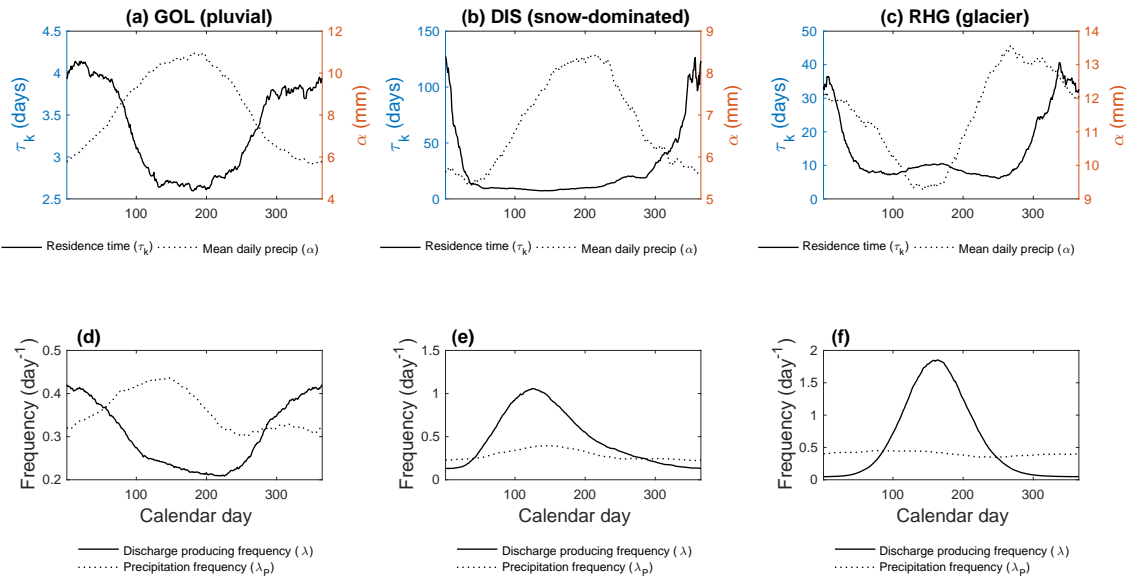 (a) GOL (pluvial)
(b) DIS (snow-dominated)
(c) RHG (glacier)
4.5
4
3.5
3
2.5
τk (days)
12
10
8
6
4
α (mm)
100 200 300
150
100
50
0
τk (days)
9
8
7
6
5
α (mm)
100 200 300
50
40
30
20
10
0
τk (days)
14
13
12
11
10
9
α (mm)
100 200 300
Residence time (τk) Mean daily precip (α)
Residence time (τk) Mean daily precip (α)
Residence time (τk) Mean daily precip (α)
(d)
(e)
(f)
0.5
0.4
0.3
0.2
Frequency (day-1)
100 200 300
Calendar day
1.5
1
0.5
0
Frequency (day-1)
100 200 300
Calendar day
2
1.5
1
0.5
0
Frequency (day-1)
100 200 300
Calendar day
Discharge producing frequency (λ)
Precipitation frequency (λP)
Discharge producing frequency (λ)
Precipitation frequency (λP)
Discharge producing frequency (λ)
Precipitation frequency (λP)